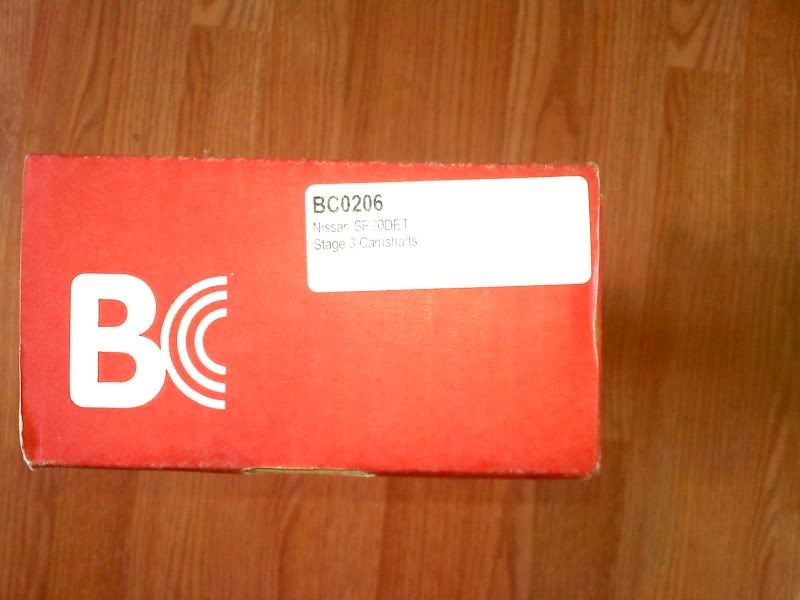 BC0206
Nissan SR20DET
Stage 3 Camshafts
BC